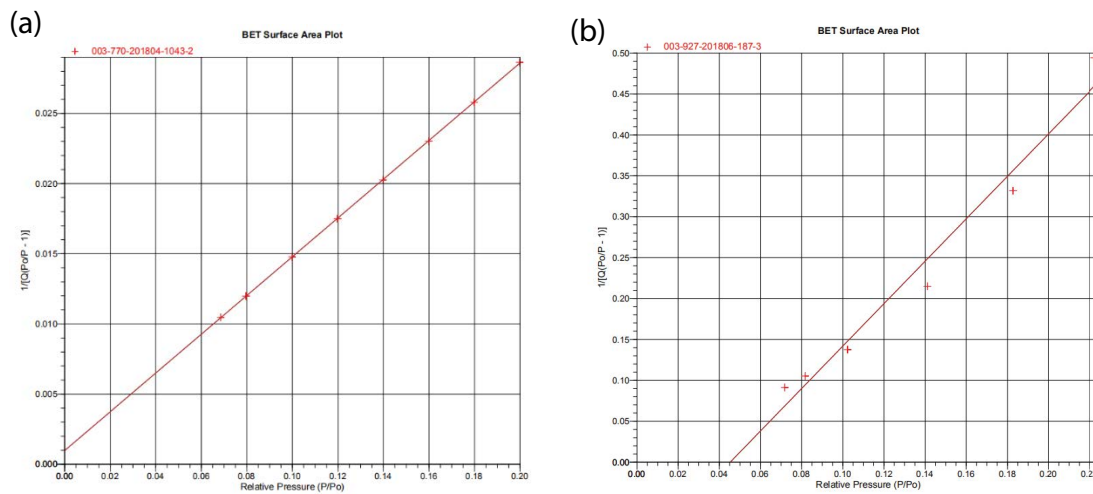 (a)
BET Surface Area Plot
+ 003-770-201804-1043-2
1/[Q(Po/P - 1)]
0.025
0.020
0.015
0.010
0.005
0.000
0.00 0.02 0.04 0.06 0.08 0.10 0.12 0.14 0.16 0.18 0.20
Relative Pressure (P/Po)
(b)
BET Surface Area Plot
+ 003-927-201806-187-3
1/[Q(Po/P - 1)]
0.50
0.45
0.40
0.35
0.30
0.25
0.20
0.15
0.10
0.05
0.00
0.00 0.02 0.04 0.06 0.08 0.10 0.12 0.14 0.16 0.18 0.20
Relative Pressure (P/Po)